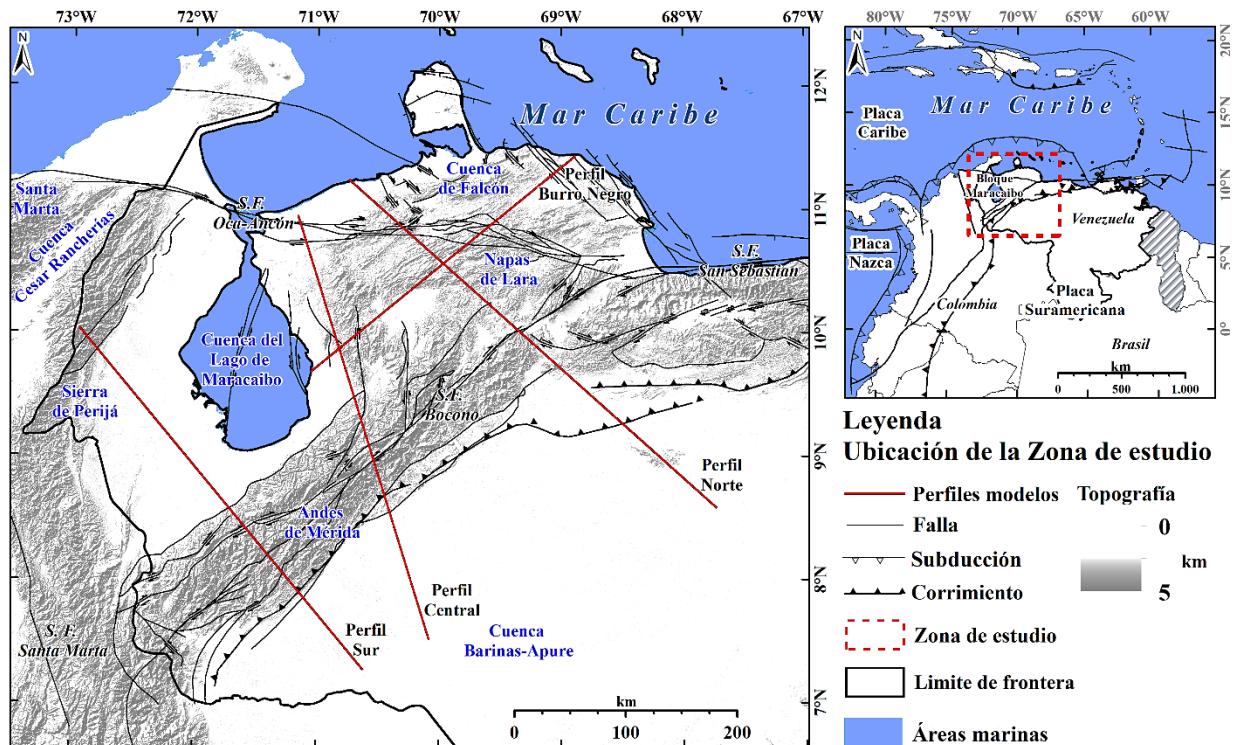 73°W
72°W
71°W
70°W
69°W
68°W
67°W
N
12°N
11°N
10°N
9°N
8°N
7°N
Mar Caribe
Santa
Marta
Cuenca
Cesar Rancherías
S. F.
Oca-Ancón
Cuenca
de Falcón
Perfil
Burro Negro
Napas
de Lara
S. F.
San Sebastián
Cuenca del
Lago de
Maracaibo
Sierra
de Perijá
S. F.
Boconó
Perfil
Norte
Andes
de Mérida
Perfil
Central
Perfil
Sur
Cuenca
Barinas-Apure
S. F.
Santa Marta
km
0
100
200
80°W
70°W
60°W
N
20°N
15°N
10°N
5°N
0°
Mar Caribe
Placa
Caribe
Bloque
Maracaibo
Venezuela
Placa
Nazca
Colombia
Placa
Suramericana
Brasil
km
0
500
1.000
Leyenda
Ubicación de la Zona de estudio
Perfiles modelos
Topografía
Falla
0
Subducción
km
Corrimiento
5
Zona de estudio
Limite de frontera
Áreas marinas